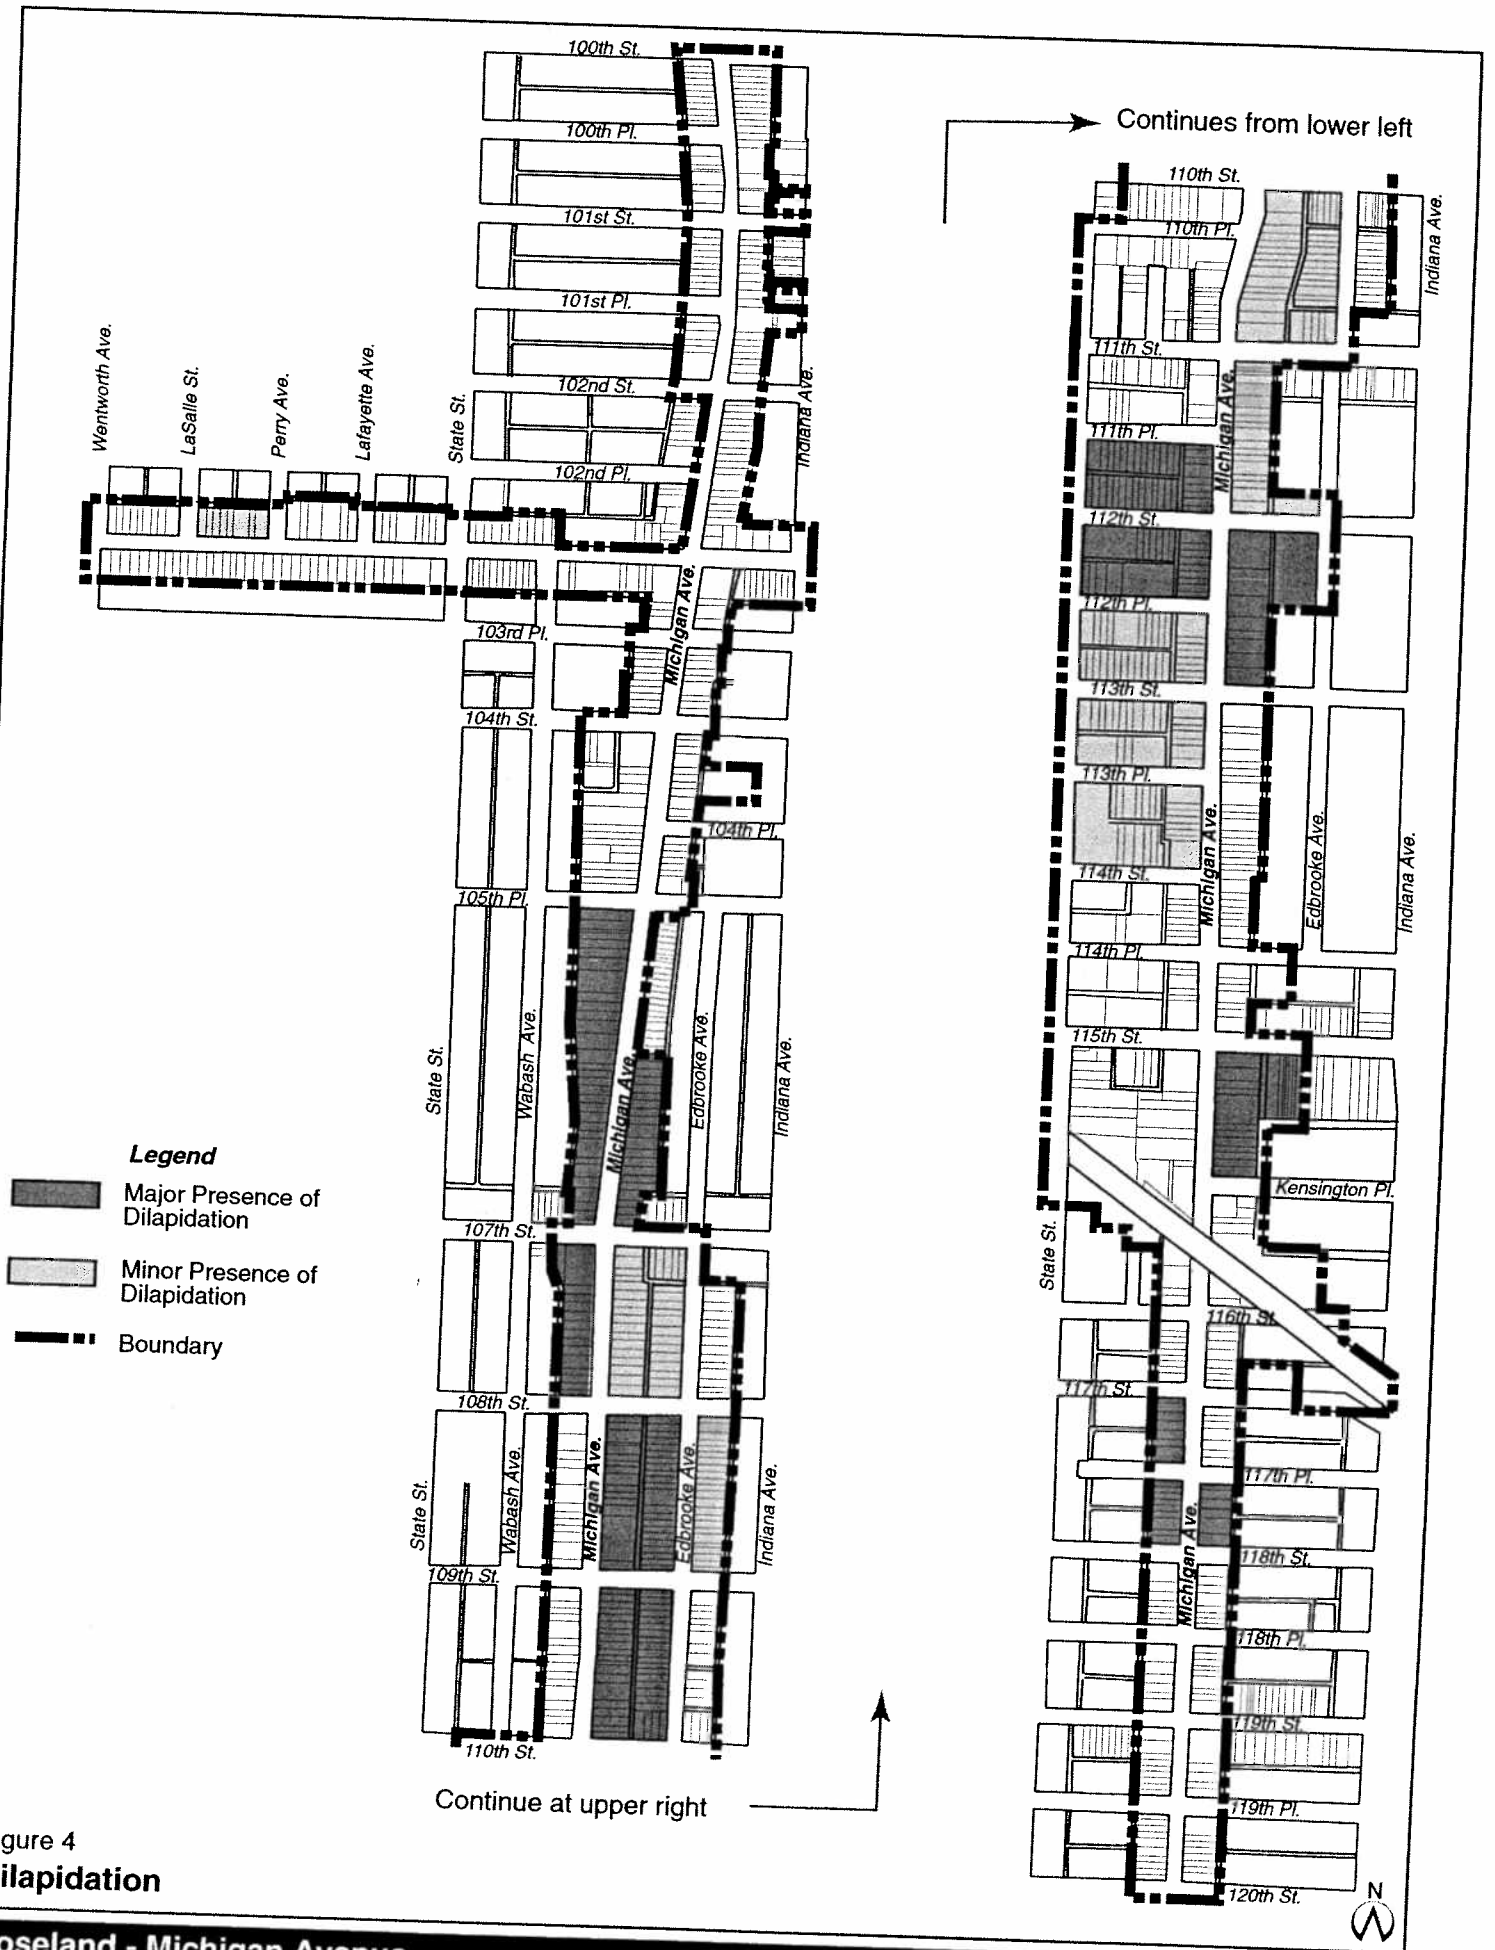 100th St.
100th Pl.
101st St.
101st Pl.
102nd St.
102nd Pl.
Wentworth Ave.
LaSalle St.
Perry Ave.
Lafayette Ave.
State St.
Indiana Ave.
Michigan Ave.
103rd Pl.
104th St.
104th Pl.
105th Pl.
State St.
Wabash Ave.
Michigan Ave.
Edbrooke Ave.
Indiana Ave.
107th St.
108th St.
State St.
Wabash Ave.
Michigan Ave.
Edbrooke Ave.
Indiana Ave.
109th St.
110th St.
Continue at upper right
Legend
Major Presence of
Dilapidation
Minor Presence of
Dilapidation
Boundary
Continues from lower left
110th St.
110th Pl.
Indiana Ave.
111th St.
Michigan Ave.
111th Pl.
112th St.
112th Pl.
113th St.
113th Pl.
114th St.
Michigan Ave.
Edbrooke Ave.
Indiana Ave.
114th Pl.
115th St.
Kensington Pl.
State St.
116th St.
117th St.
117th Pl.
Michigan Ave.
118th St.
118th Pl.
119th St.
119th Pl.
120th St.
N
gure 4
ilapidation
oseland - Michigan Avenue